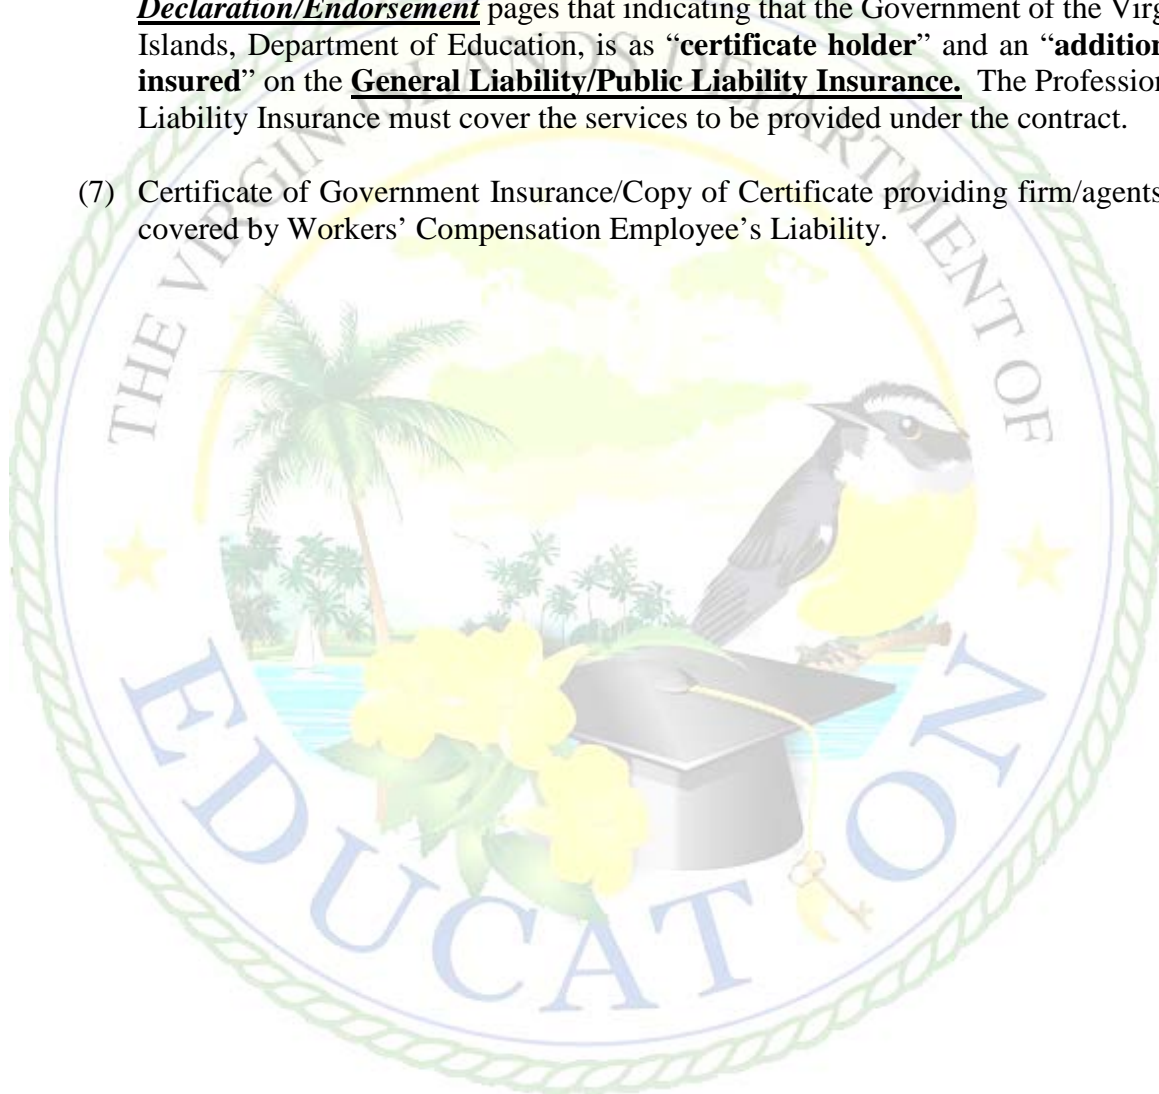 Declaration/Endorsement pages that indicating that the Government of the Virg
Islands, Department of Education, is as “certificate holder” and an “addition
insured” on the General Liability/Public Liability Insurance. The Profession
Liability Insurance must cover the services to be provided under the contract.
(7) Certificate of Government Insurance/Copy of Certificate providing firm/agents
covered by Workers’ Compensation Employee’s Liability.
THE VIRGIN ISLANDS DEPARTMENT OF
EDUCATION